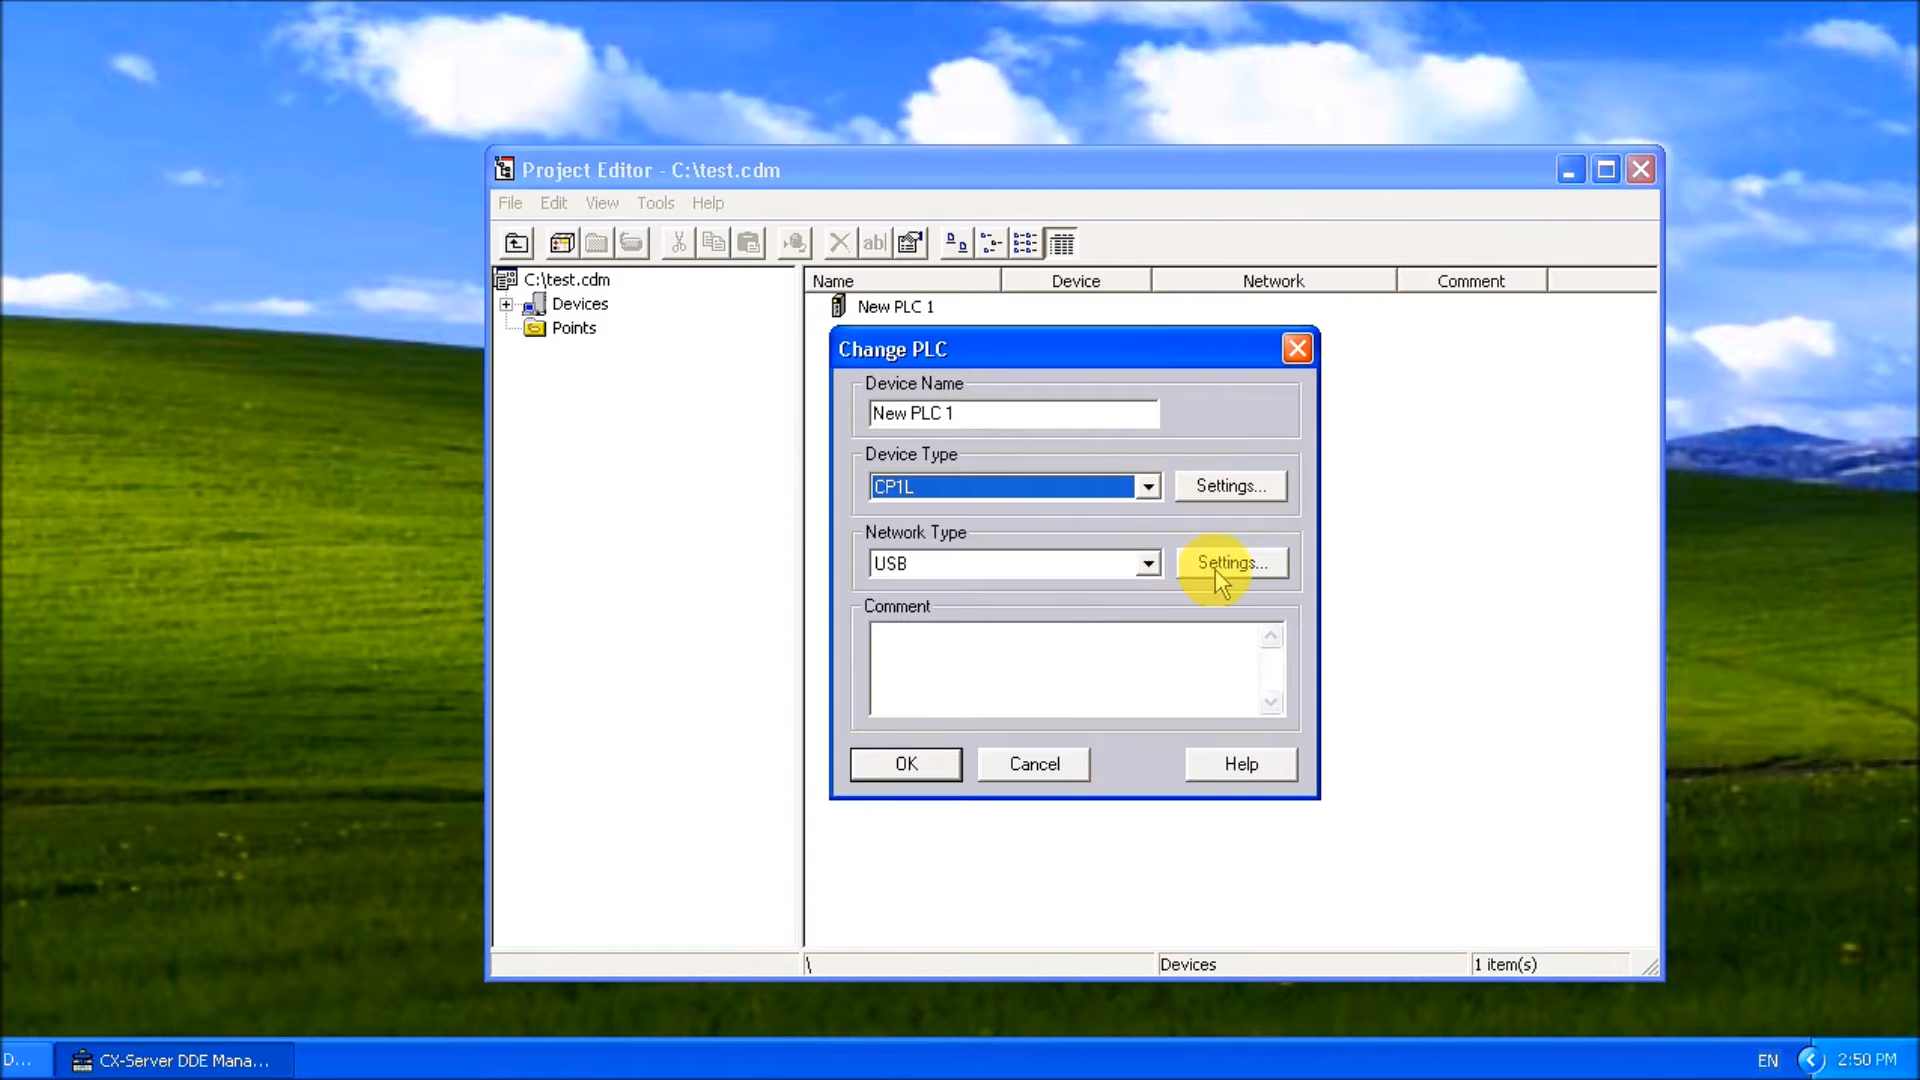 Project Editor - C:\test.cdm
File Edit View Tools Help
C:\test.cdm
Devices
Points
Name Device Network Comment
New PLC 1
Change PLC
Device Name
New PLC 1
Device Type
CP1L
Settings...
Network Type
USB
Settings...
Comment
OK
Cancel
Help
\
Devices
1 item(s)
D...
CX-Server DDE Mana...
EN
2:50 PM